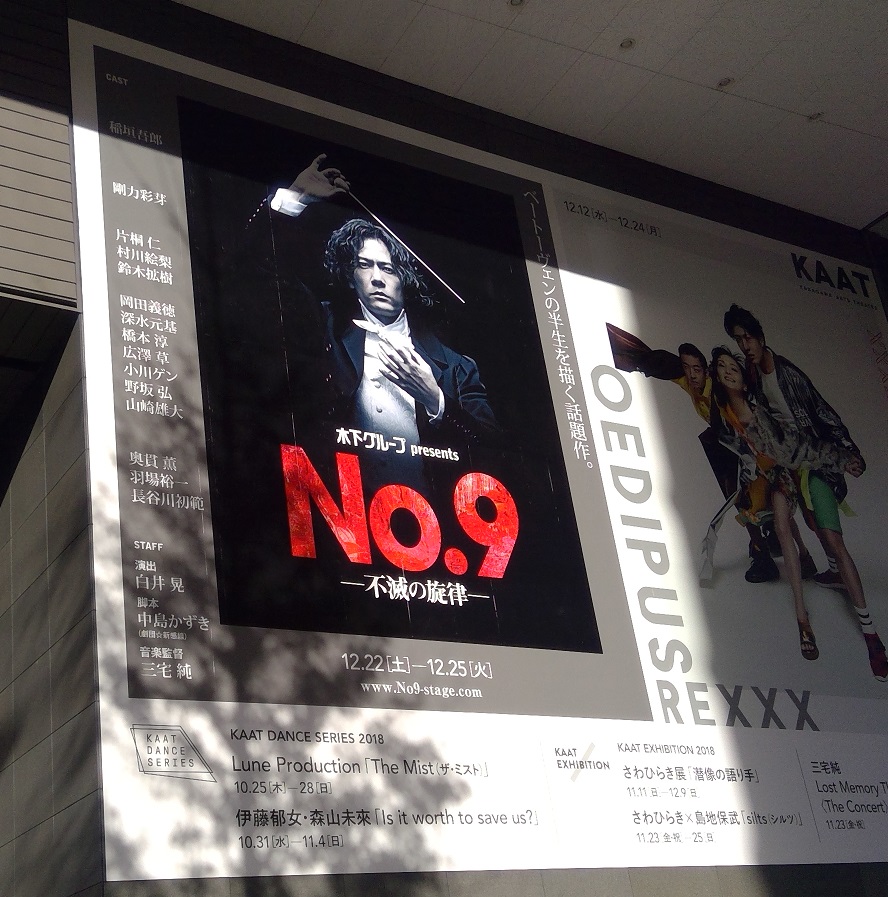 CAST
稲垣吾郎
剛力彩芽
片桐 仁
村川絵梨
鈴木拡樹
岡田義徳
深水元基
橋本 淳
広澤 草
小川ゲン
野坂 弘
山崎雄大
奥貫 薫
羽場裕一
長谷川初範
STAFF
演出
白井 晃
脚本
中島かずき
(劇団☆新感線)
音楽監督
三宅 純
ベートーヴェンの半生を描く話題作。
木下グループ presents
No.9
―不滅の旋律―
12.22[土]―12.25[火]
www.No9-stage.com
12.12[水]―12.24[月]
KAAT
KANAGAWA ARTS THEATRE
OEDIPUS
REXXX
KAAT
DANCE
SERIES
KAAT DANCE SERIES 2018
Lune Production「The Mist(ザ・ミスト)」
10.25[木]―28[日]
伊藤郁女・森山未來「Is it worth to save us?」
10.31[水]―11.4[日]
KAAT
EXHIBITION
KAAT EXHIBITION 2018
さわひらき展「潜像の語り手」
11.11[日]―12.9[日]
さわひらき×島地保武「silts(シルツ)」
11.23[金・祝]―25[日]
三宅純
Lost Memory T
(The Concert)
11.23[金・祝]